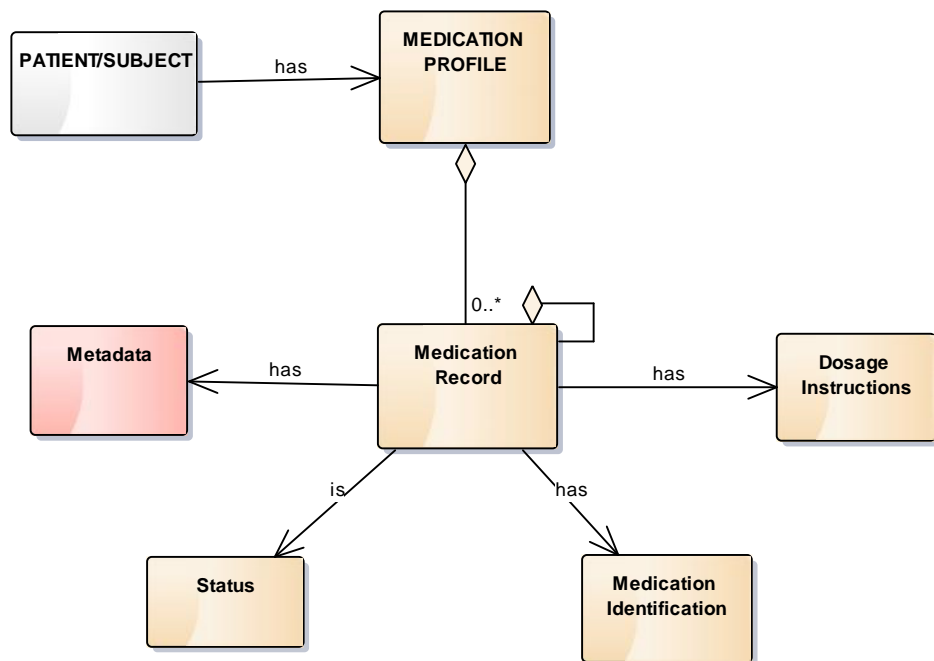 PATIENT/SUBJECT
has
MEDICATION
PROFILE
0..*
Metadata
has
Medication
Record
has
Dosage
Instructions
is
has
Status
Medication
Identification